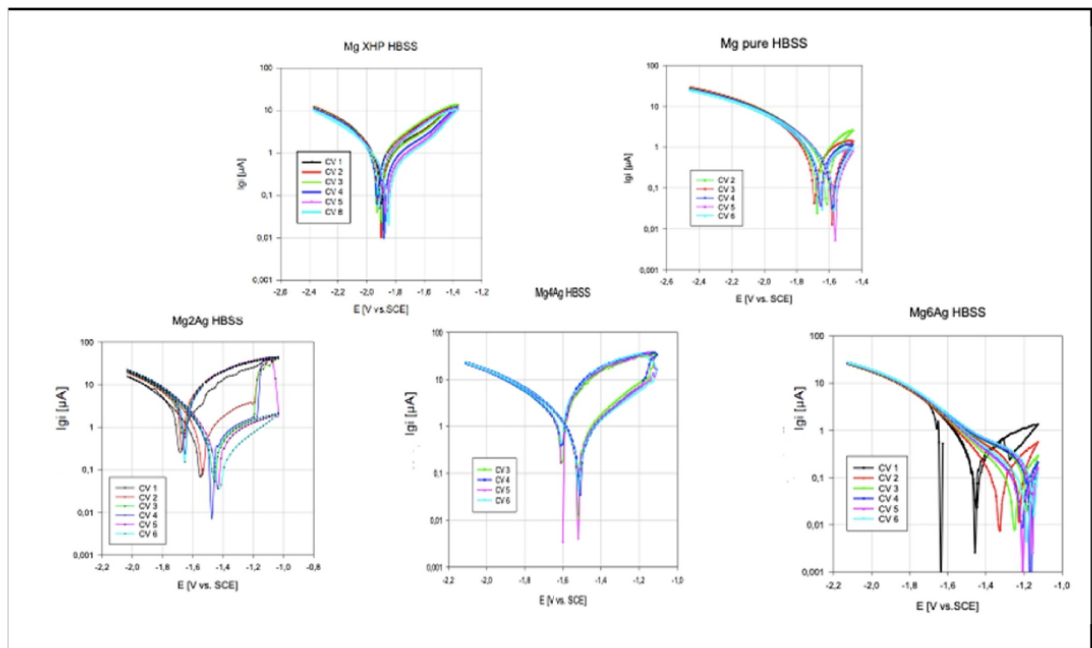 Mg XHP HBSS
100
10
1
0,1
0,01
0,001
lgi [µA]
CV 1
CV 2
CV 3
CV 4
CV 5
CV 6
-2,6 -2,4 -2,2 -2,0 -1,8 -1,6 -1,4 -1,2
E [V vs.SCE]
Mg pure HBSS
100
10
1
0,1
0,01
0,001
lgi [µA]
CV 2
CV 3
CV 4
CV 5
CV 6
-2,6 -2,4 -2,2 -2,0 -1,8 -1,6 -1,4
E [V vs.SCE]
Mg2Ag HBSS
100
10
1
0,1
0,01
0,001
lgi [µA]
CV 1
CV 2
CV 3
CV 4
CV 5
CV 6
-2,2 -2,0 -1,8 -1,6 -1,4 -1,2 -1,0 -0,8
E [V vs. SCE]
Mg4Ag HBSS
100
10
1
0,1
0,01
0,001
CV 3
CV 4
CV 5
CV 6
-2,2 -2,0 -1,8 -1,6 -1,4 -1,2 -1,0
E [V vs. SCE]
Mg6Ag HBSS
100
10
1
0,1
0,01
0,001
lgi [µA]
CV 1
CV 2
CV 3
CV 4
CV 5
CV 6
-2,2 -2,0 -1,8 -1,6 -1,4 -1,2 -1,0
E [V vs.SCE]